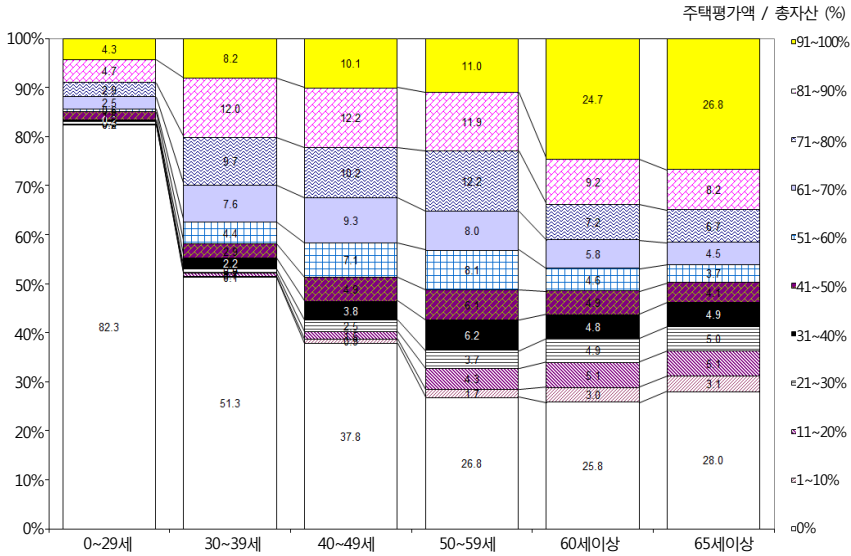 주택평가액 / 총자산 (%)
100% 4.3 8.2 10.1 11.0 24.7 26.8 91~100%
90% 4.7 12.0 12.2 11.9 9.2 8.2 81~90%
80% 2.9 9.7 10.2 12.2 7.2 6.7 71~80%
70% 2.5 7.6 9.3 8.0 5.8 4.5 61~70%
60% 4.4 7.1 8.1 4.6 3.7 51~60%
50% 41~50%
40% 2.2 3.8 6.2 4.8 4.9 31~40%
30% 2.5 3.7 4.9 5.0 21~30%
20% 4.3 5.1 5.1 11~20%
10% 0.1 0.9 1.7 3.0 3.1 1~10%
0% 82.3 51.3 37.8 26.8 25.8 28.0 0%
0~29세 30~39세 40~49세 50~59세 60세이상 65세이상